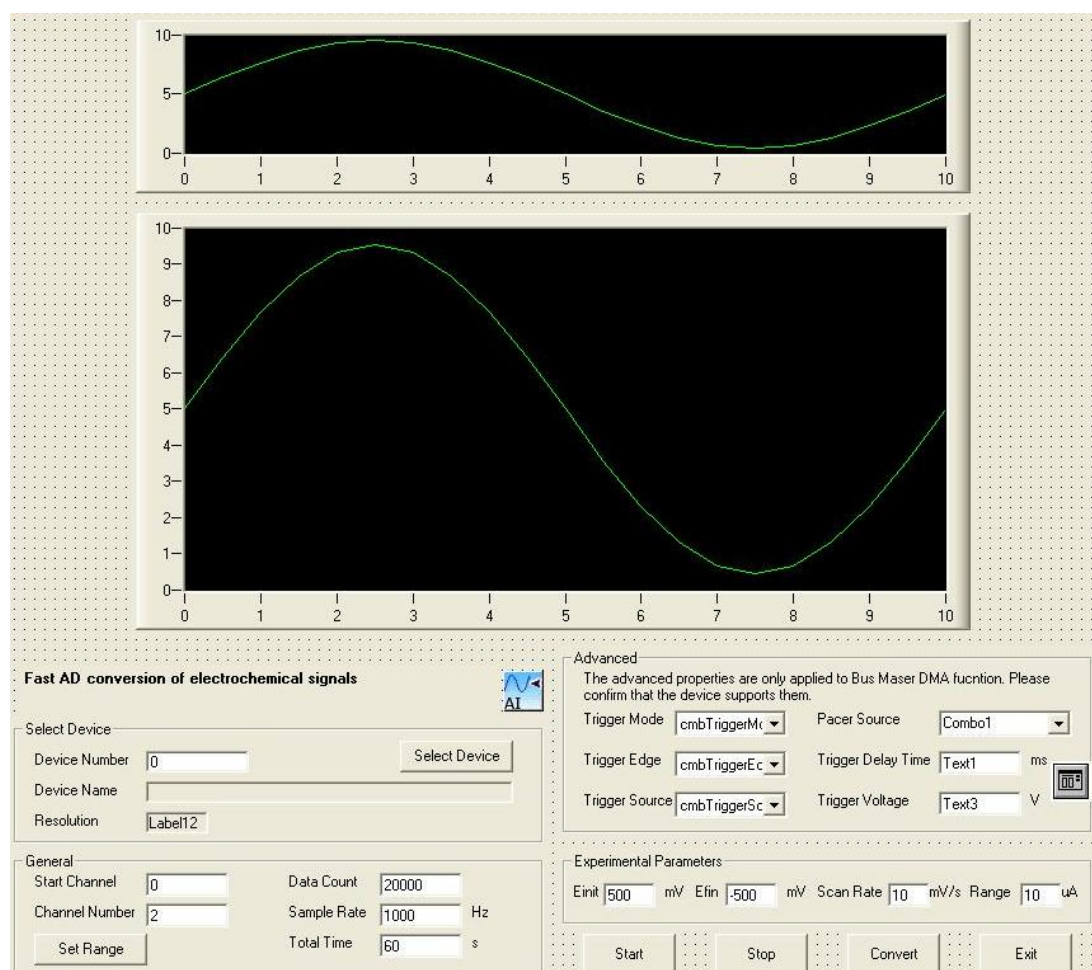 10
5
0
0 1 2 3 4 5 6 7 8 9 10
10
9
8
7
6
5
4
3
2
1
0
0 1 2 3 4 5 6 7 8 9 10
Fast AD conversion of electrochemical signals
AI
Select Device
Device Number 0 Select Device
Device Name
Resolution Label12
General
Start Channel 0 Data Count 20000
Channel Number 2 Sample Rate 1000 Hz
Set Range Total Time 60 s
Advanced
The advanced properties are only applied to Bus Maser DMA fucntion. Please
confirm that the device supports them.
Trigger Mode cmbTriggerMo Pacer Source Combo1
Trigger Edge cmbTriggerEc Trigger Delay Time Text1 ms
Trigger Source cmbTriggerSc Trigger Voltage Text3 V
Experimental Parameters
Einit 500 mV Efin -500 mV Scan Rate 10 mV/s Range 10 uA
Start Stop Convert Exit